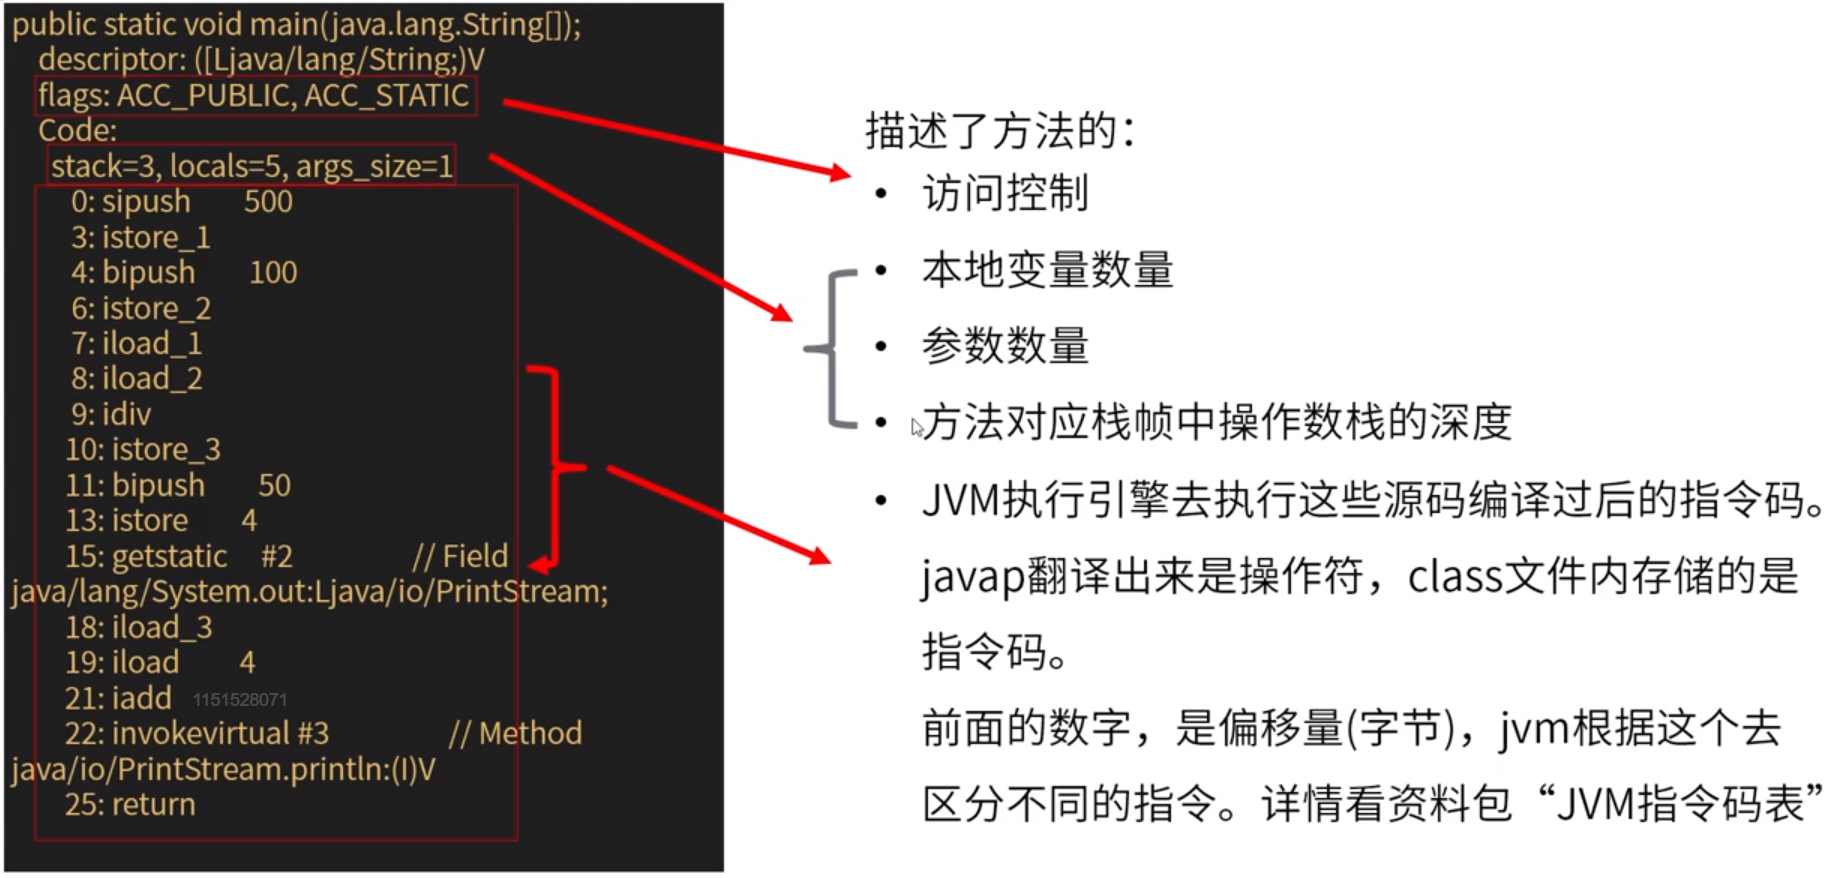 public static void main(java.lang.String[]);
descriptor: ([Ljava/lang/String;)V
flags: ACC_PUBLIC, ACC_STATIC
Code:
stack=3, locals=5, args_size=1
0: sipush 500
3: istore_1
4: bipush 100
6: istore_2
7: iload_1
8: iload_2
9: idiv
10: istore_3
11: bipush 50
13: istore 4
15: getstatic #2 // Field
java/lang/System.out:Ljava/io/PrintStream;
18: iload_3
19: iload 4
21: iadd
1151528071
22: invokevirtual #3 // Method
java/io/PrintStream.println:(I)V
25: return
描述了方法的：
• 访问控制
• 本地变量数量
• 参数数量
• 方法对应栈帧中操作数栈的深度
• JVM执行引擎去执行这些源码编译过后的指令码。
javap翻译出来是操作符，class文件内存储的是
指令码。
前面的数字，是偏移量(字节)，jvm根据这个去
区分不同的指令。详情看资料包“JVM指令码表”